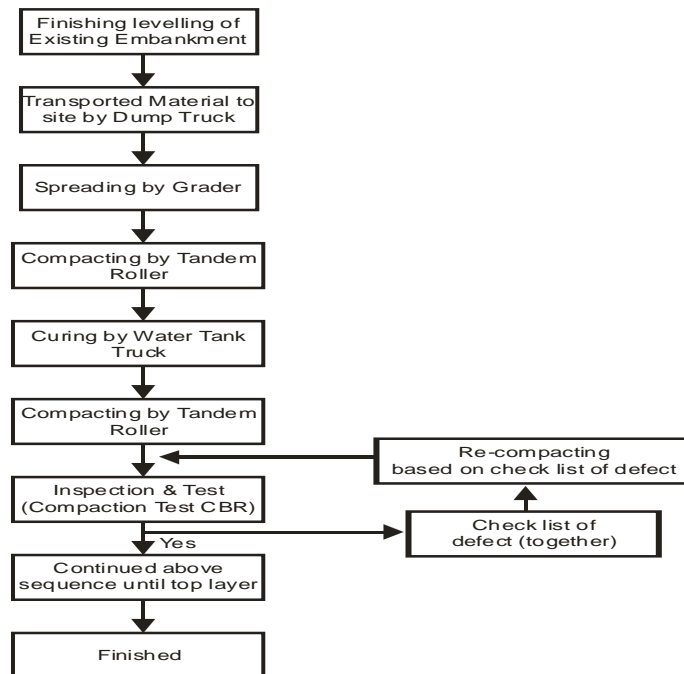 Finishing levelling of
Existing Embankment
Transported Material to
site by Dump Truck
Spreading by Grader
Compacting by Tandem
Roller
Curing by Water Tank
Truck
Compacting by Tandem
Roller
Re-compacting
based on check list of defect
Inspection & Test
(Compaction Test CBR)
Check list of
defect (together)
Yes
Continued above
sequence until top layer
Finished